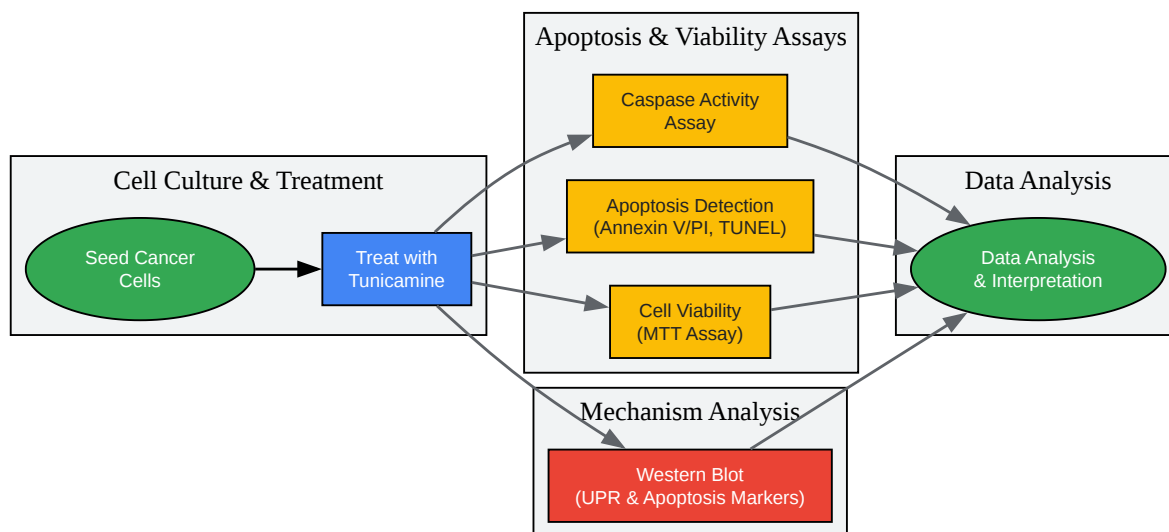 Apoptosis & Viability Assays
Caspase Activity
Assay
Cell Culture & Treatment
Data Analysis
Apoptosis Detection
(Annexin V/PI, TUNEL)
Seed Cancer
Cells
Treat with
Tunicamine
Data Analysis
& Interpretation
Cell Viability
(MTT Assay)
Mechanism Analysis
Western Blot
(UPR & Apoptosis Markers)